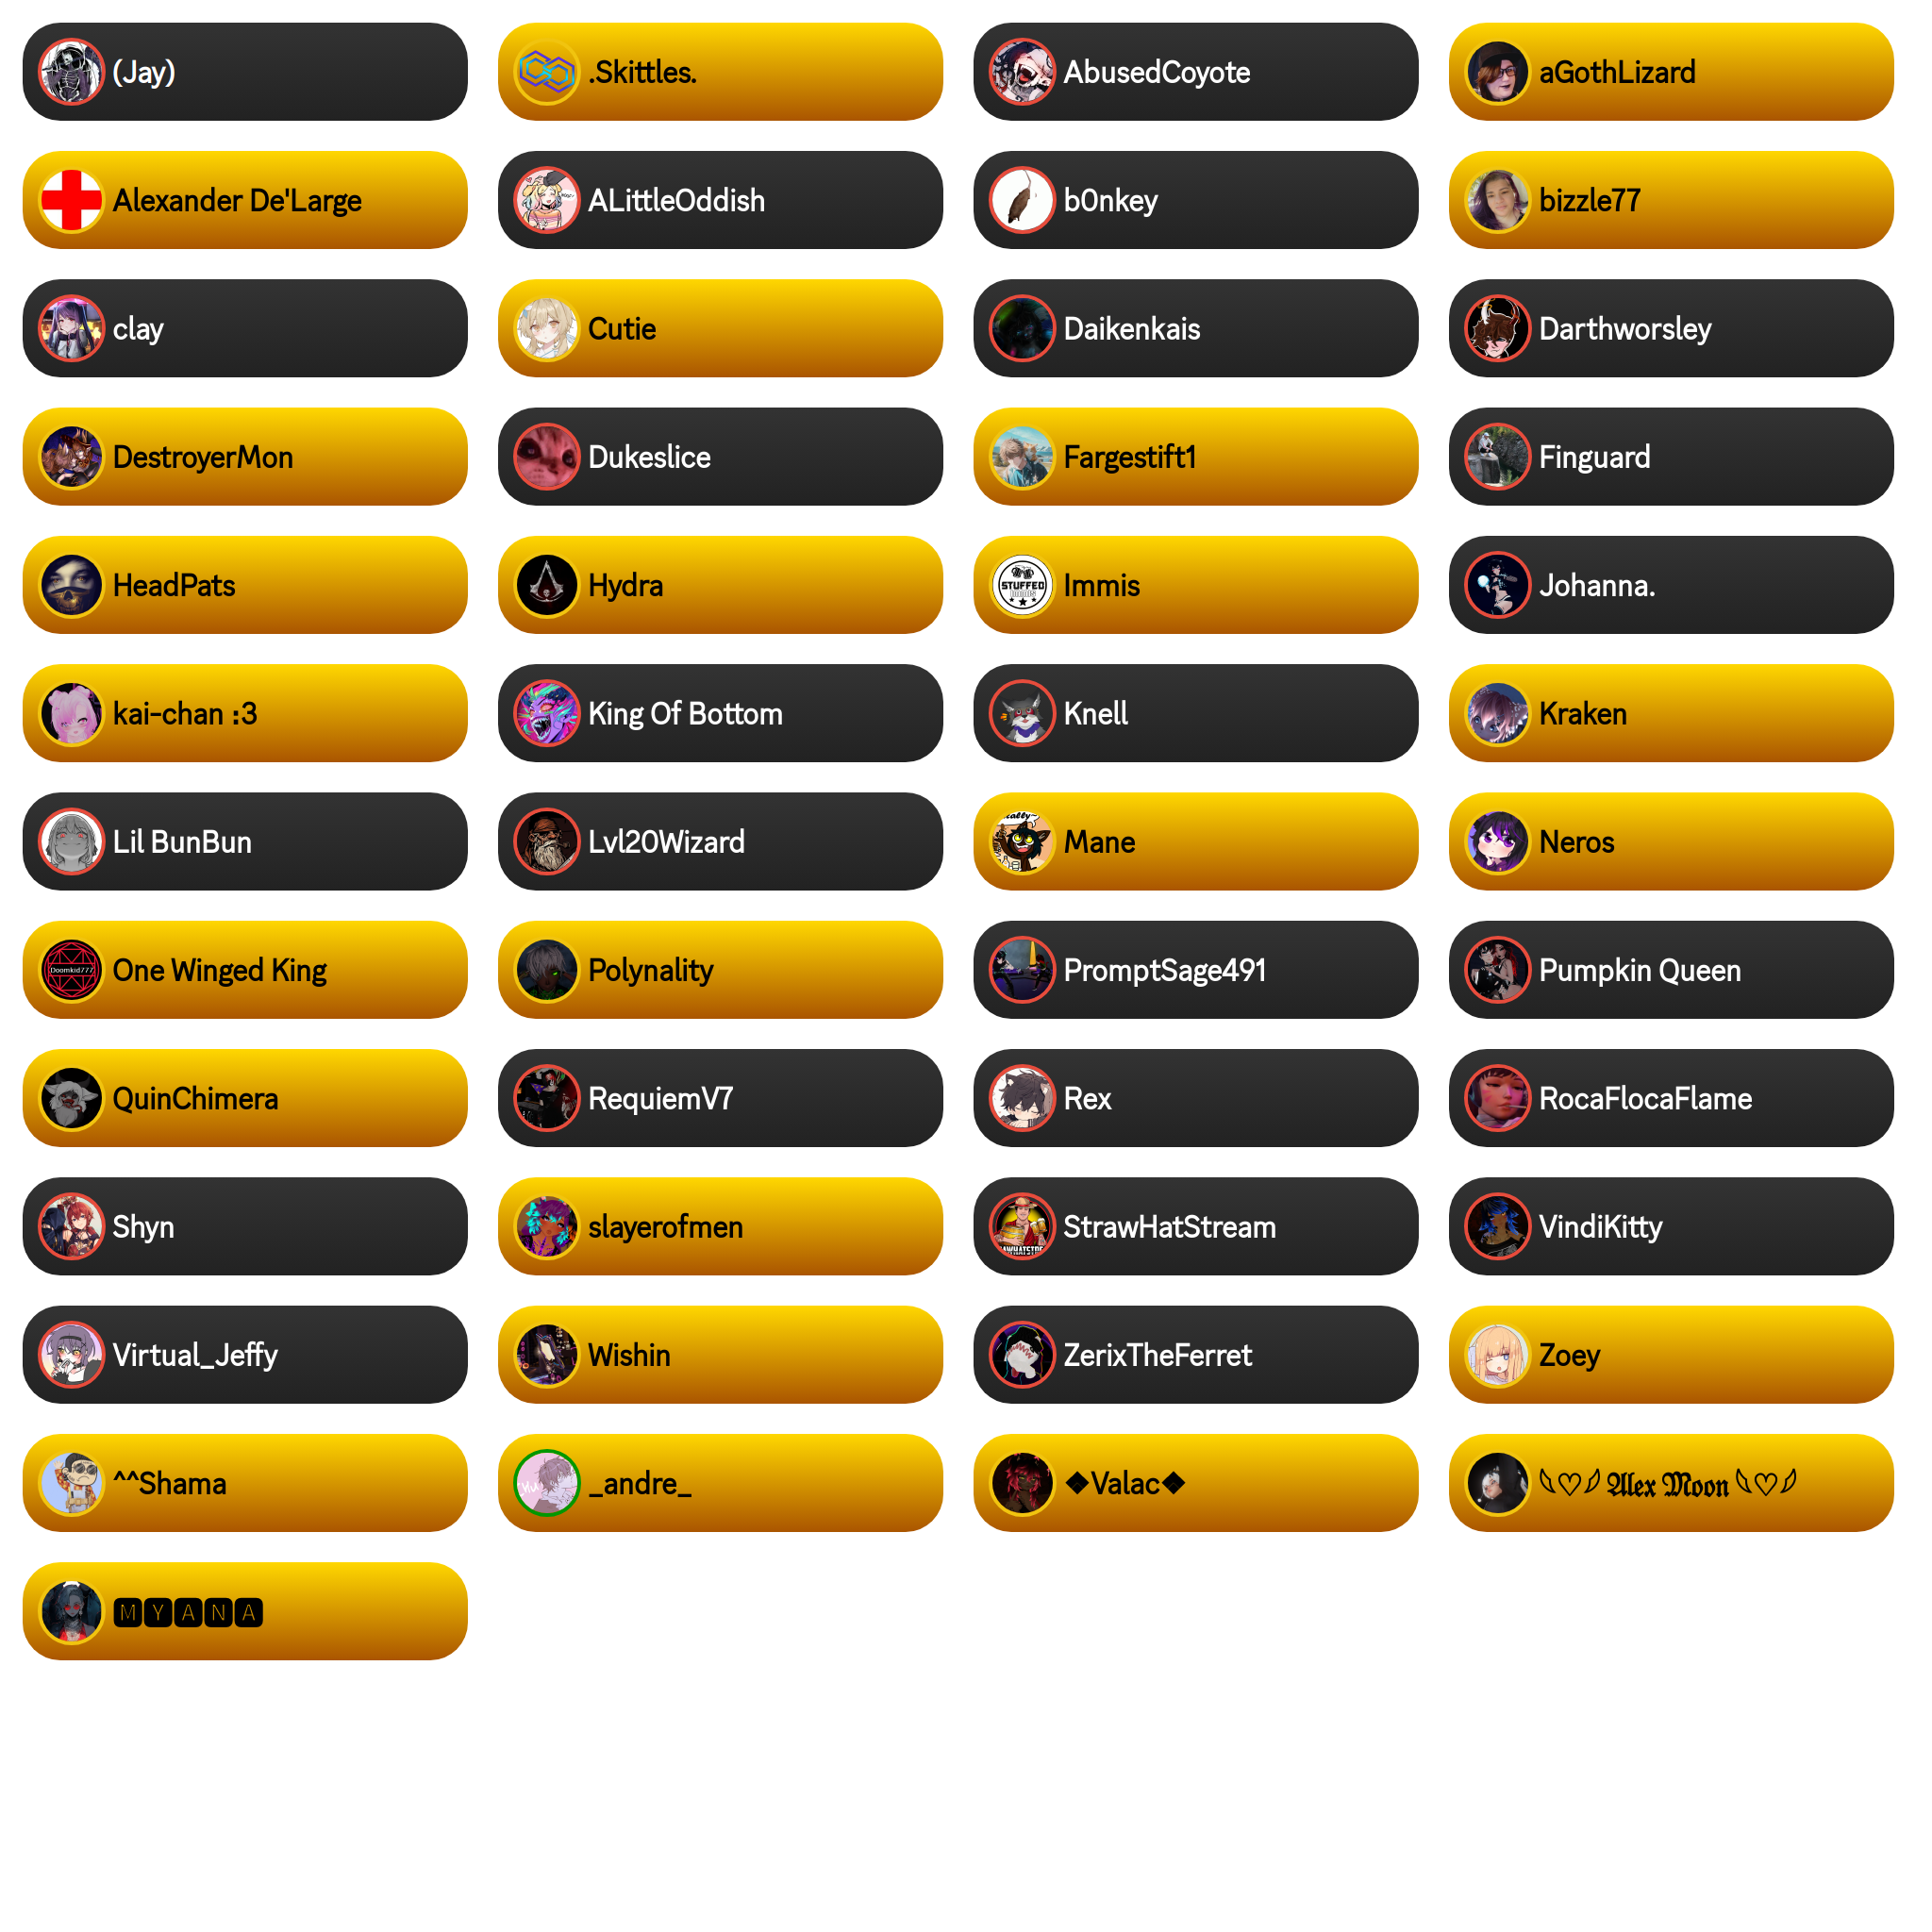 (Jay)
.Skittles.
AbusedCoyote
aGothLizard
Alexander De'Large
ALittleOddish
b0nkey
bizzle77
clay
Cutie
Daikenkais
Darthworsley
DestroyerMon
Dukeslice
Fargestift1
Finguard
HeadPats
Hydra
STUFFED
Immis
Johanna.
kai-chan :3
King Of Bottom
Knell
Kraken
Lil BunBun
Lvl20Wizard
Mane
Neros
Doomkid777
One Winged King
Polynality
PromptSage491
Pumpkin Queen
QuinChimera
RequiemV7
Rex
RocaFlocaFlame
Shyn
slayerofmen
StrawHatStream
VindiKitty
Virtual_Jeffy
Wishin
ZerixTheFerret
Zoey
^^Shama
_andre_
◆Valac◆
𓆩♡𓆪 𝕬𝖑𝖊𝖝 𝕸𝖔𝖔𝖓 𓆩♡𓆪
🅼🆈🅰🅽🅰